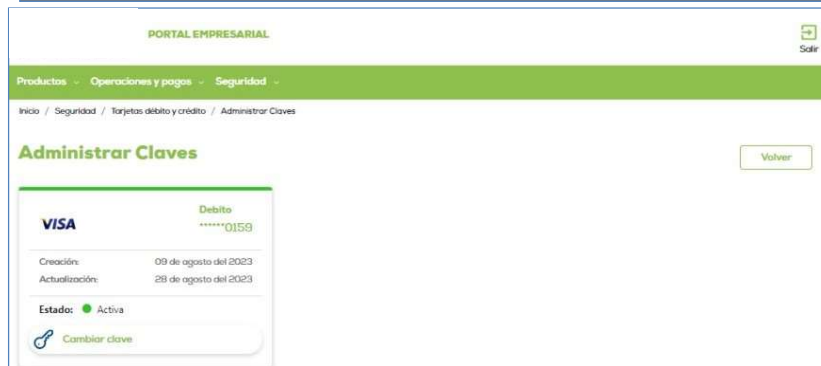 PORTAL EMPRESARIAL
Salir
Productos Operaciones y pagos Seguridad
Inicio / Seguridad / Tarjetas débito y crédito / Administrar Claves
Administrar Claves
Volver
VISA
Debito
******0159
Creación: 09 de agosto del 2023
Actualización: 28 de agosto del 2023
Estado: Activa
Cambiar clave